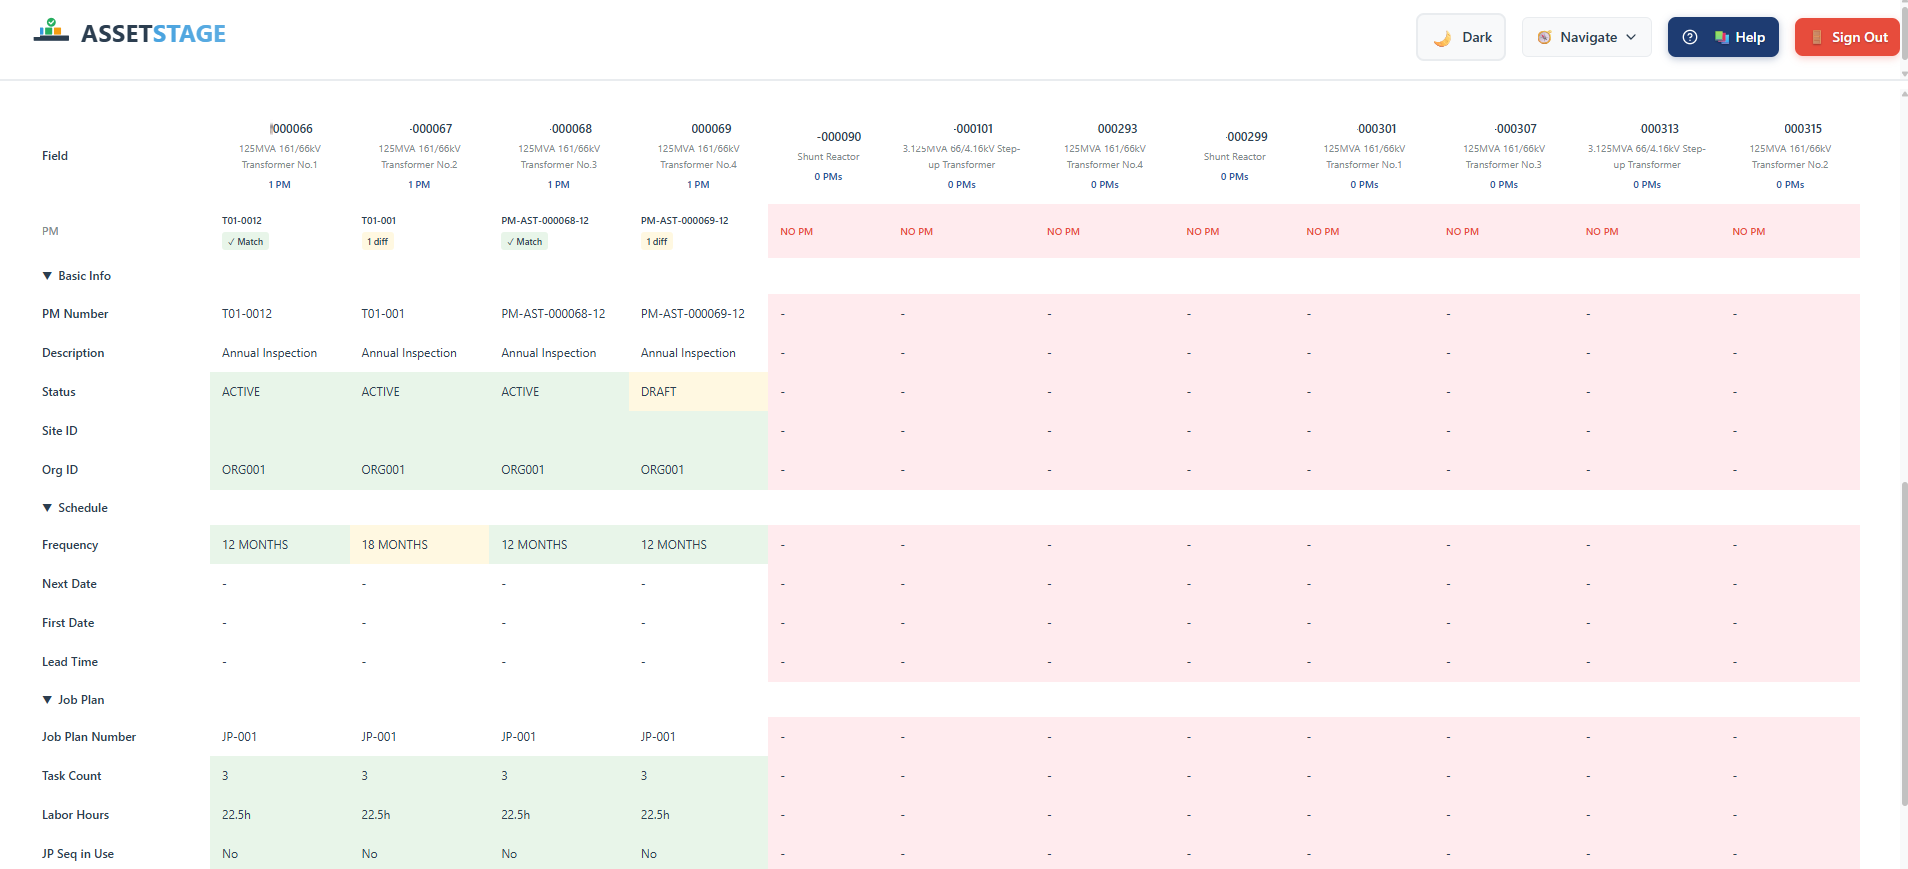 ASSETSTAGE
Dark
Navigate
Help
Sign Out
Field
000066
125MVA 161/66kV
Transformer No.1
1 PM
-000067
125MVA 161/66kV
Transformer No.2
1 PM
-000068
125MVA 161/66kV
Transformer No.3
1 PM
000069
125MVA 161/66kV
Transformer No.4
1 PM
-000090
Shunt Reactor
0 PMs
-000101
3.125MVA 66/4.16kV Step-
up Transformer
0 PMs
000293
125MVA 161/66kV
Transformer No.4
0 PMs
-000299
Shunt Reactor
0 PMs
000301
125MVA 161/66kV
Transformer No.1
0 PMs
-000307
125MVA 161/66kV
Transformer No.3
0 PMs
000313
3.125MVA 66/4.16kV Step-
up Transformer
0 PMs
000315
125MVA 161/66kV
Transformer No.2
0 PMs
PM
T01-0012
✓ Match
T01-001
1 diff
PM-AST-000068-12
✓ Match
PM-AST-000069-12
1 diff
NO PM NO PM NO PM NO PM NO PM NO PM NO PM NO PM
▼ Basic Info
PM Number T01-0012 T01-001 PM-AST-000068-12 PM-AST-000069-12 - - - - - - - -
Description Annual Inspection Annual Inspection Annual Inspection Annual Inspection - - - - - - - -
Status ACTIVE ACTIVE ACTIVE DRAFT - - - - - - - -
Site ID - - - - - - - -
Org ID ORG001 ORG001 ORG001 ORG001 - - - - - - - -
▼ Schedule
Frequency 12 MONTHS 18 MONTHS 12 MONTHS 12 MONTHS - - - - - - - -
Next Date - - - - - - - - - - - -
First Date - - - - - - - - - - - -
Lead Time - - - - - - - - - - - -
▼ Job Plan
Job Plan Number JP-001 JP-001 JP-001 JP-001 - - - - - - - -
Task Count 3 3 3 3 - - - - - - - -
Labor Hours 22.5h 22.5h 22.5h 22.5h - - - - - - - -
JP Seq in Use No No No No - - - - - - - -